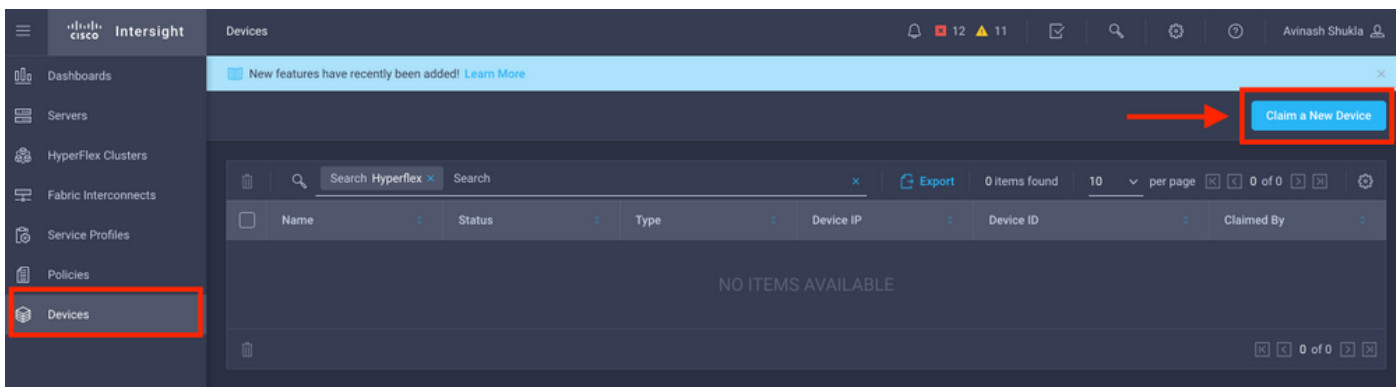 cisco Intersight
Devices
12 11
Avinash Shukla
Dashboards
New features have recently been added! Learn More
Servers
Claim a New Device
HyperFlex Clusters
Search Hyperflex × Search × Export 0 items found 10 per page 0 of 0
Fabric Interconnects
Name Status Type Device IP Device ID Claimed By
Service Profiles
Policies
NO ITEMS AVAILABLE
Devices
0 of 0